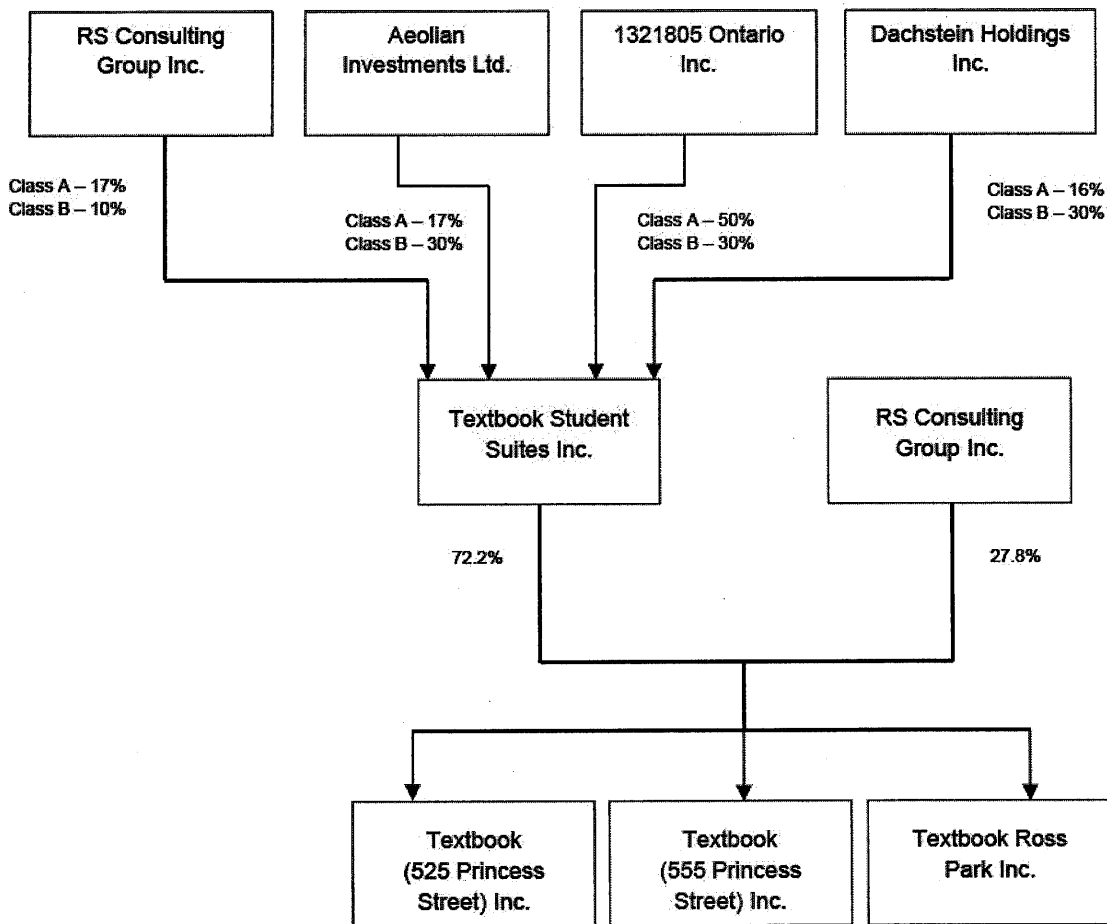 RS Consulting
Group Inc.
Aeolian
Investments Ltd.
1321805 Ontario
Inc.
Dachstein Holdings
Inc.
Class A – 17%
Class B – 10%
Class A – 17%
Class B – 30%
Class A – 50%
Class B – 30%
Class A – 16%
Class B – 30%
Textbook Student
Suites Inc.
RS Consulting
Group Inc.
72.2%
27.8%
Textbook
(525 Princess
Street) Inc.
Textbook
(555 Princess
Street) Inc.
Textbook Ross
Park Inc.